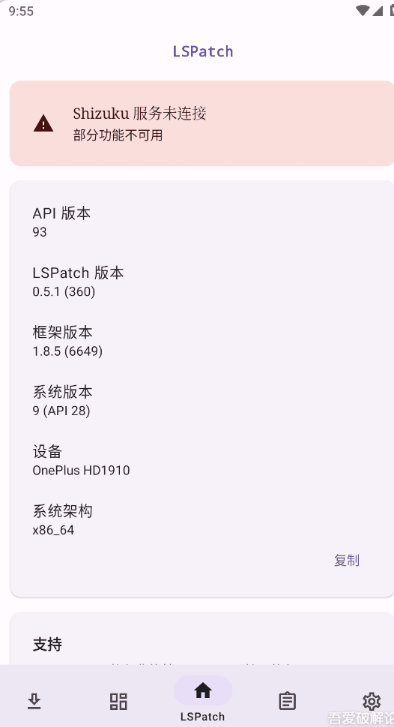 9:55
LSPatch
Shizuku 服务未连接
部分功能不可用
API 版本
93
LSPatch 版本
0.5.1 (360)
框架版本
1.8.5 (6649)
系统版本
9 (API 28)
设备
OnePlus HD1910
系统架构
x86_64
复制
支持
LSPatch
吾爱破解论